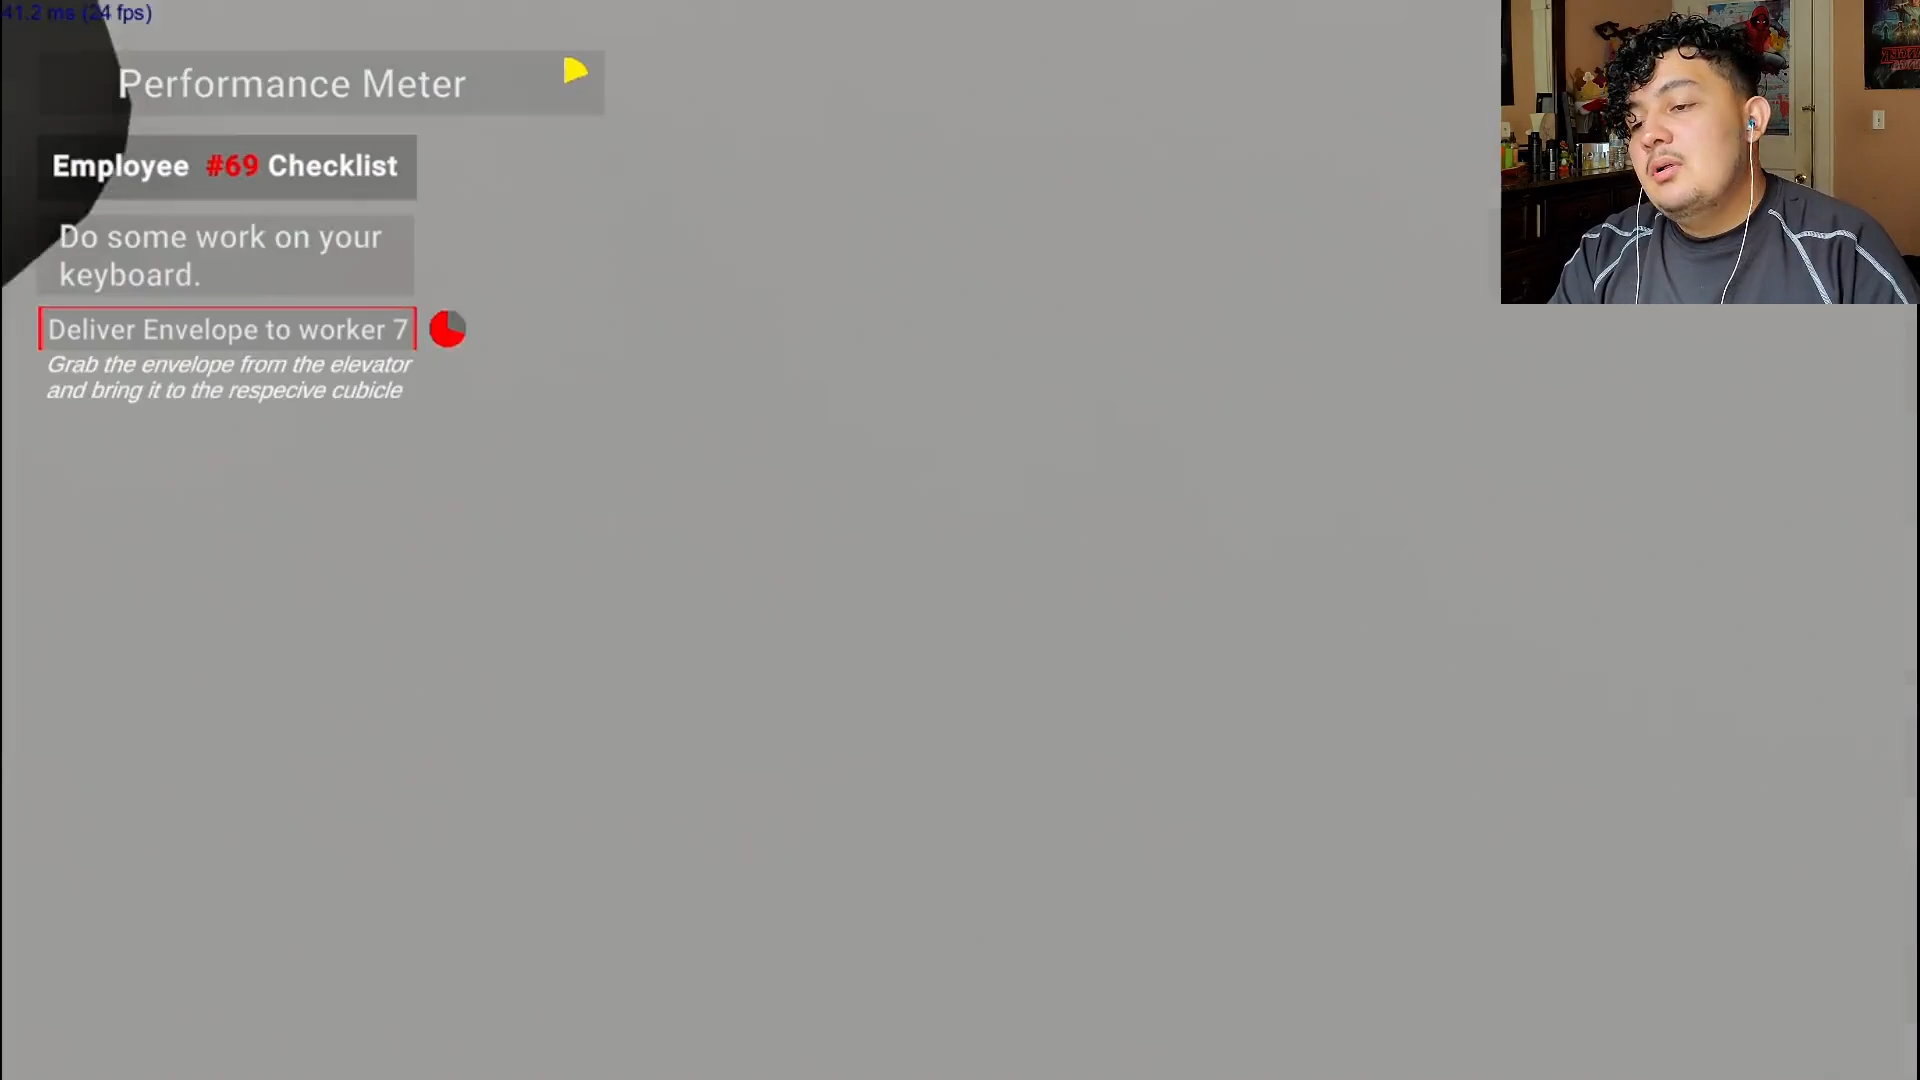 41.2 ms (24 fps)
Performance Meter
Employee #69 Checklist
Do some work on your
keyboard.
Deliver Envelope to worker 7
Grab the envelope from the elevator
and bring it to the respecive cubicle